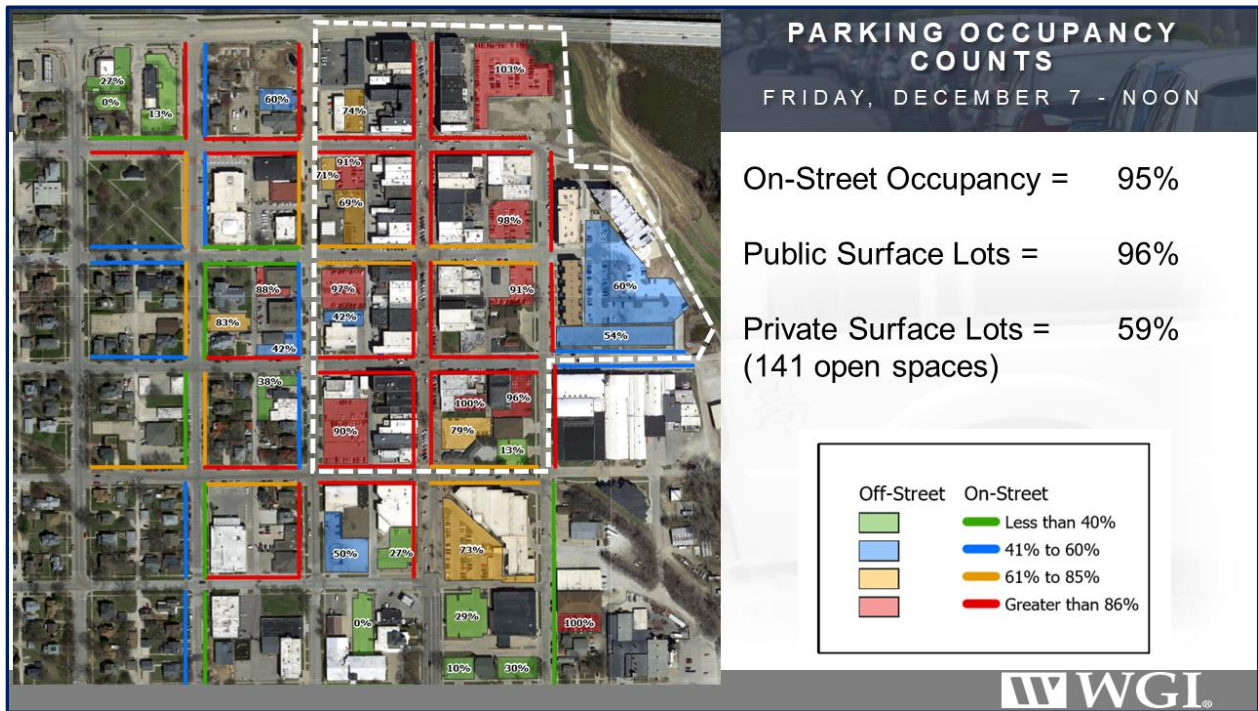 PARKING OCCUPANCY
COUNTS
FRIDAY, DECEMBER 7 - NOON
On-Street Occupancy = 95%
Public Surface Lots = 96%
Private Surface Lots = 59%
(141 open spaces)
Off-Street On-Street
Less than 40%
41% to 60%
61% to 85%
Greater than 86%
WGI®
103%
27%
0%
13%
60%
74%
91%
71%
69%
98%
97%
91%
88%
60%
42%
83%
42%
54%
38%
100%
96%
90%
79%
13%
50%
27%
73%
0%
29%
100%
10%
30%